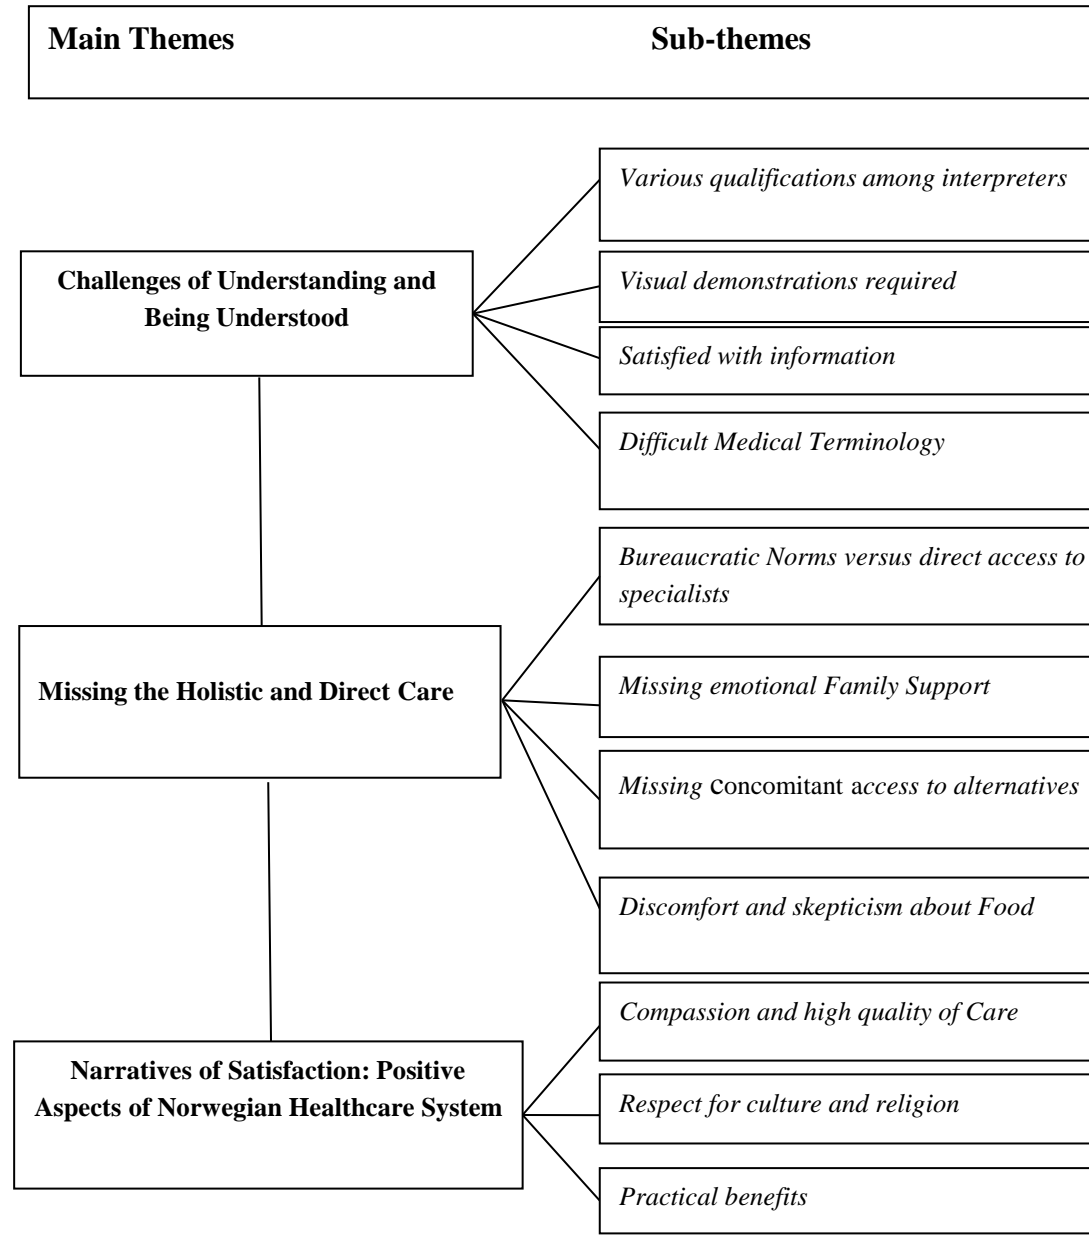 Main Themes Sub-themes
Various qualifications among interpreters
Challenges of Understanding and
Being Understood
Visual demonstrations required
Satisfied with information
Difficult Medical Terminology
Bureaucratic Norms versus direct access to
specialists
Missing the Holistic and Direct Care
Missing emotional Family Support
Missing concomitant access to alternatives
Discomfort and skepticism about Food
Compassion and high quality of Care
Narratives of Satisfaction: Positive
Aspects of Norwegian Healthcare System
Respect for culture and religion
Practical benefits